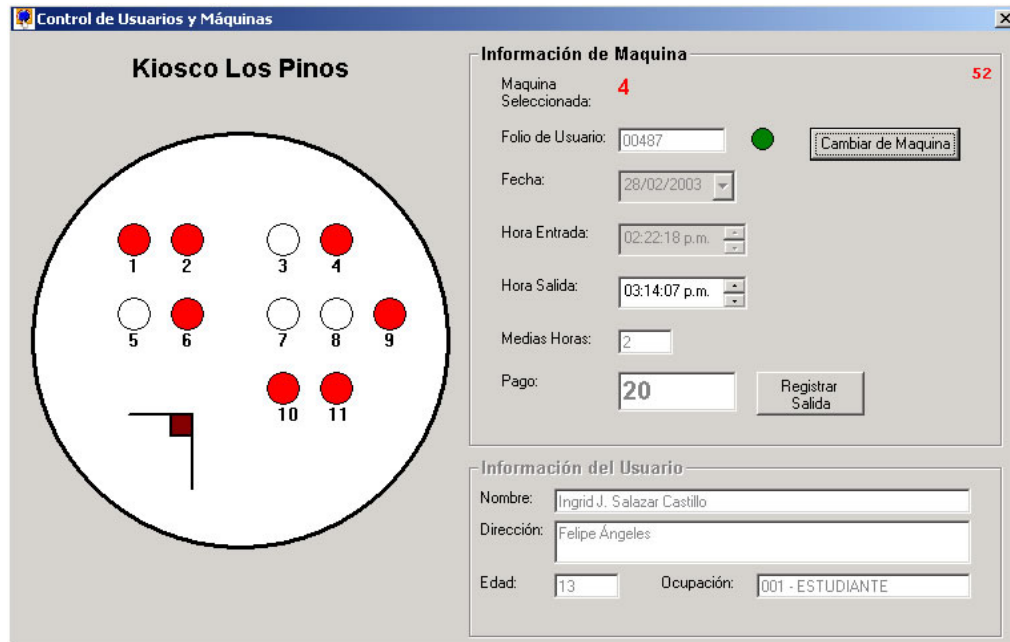 Control de Usuarios y Máquinas
Kiosco Los Pinos
1 2 3 4
5 6 7 8 9
10 11
Información de Maquina
52
Maquina
Seleccionada: 4
Folio de Usuario: 00487 Cambiar de Maquina
Fecha: 28/02/2003
Hora Entrada: 02:22:18 p.m.
Hora Salida: 03:14:07 p.m.
Medias Horas: 2
Pago: 20
Registrar
Salida
Información del Usuario
Nombre: Ingrid J. Salazar Castillo
Dirección: Felipe Ángeles
Edad: 13 Ocupación: 001 - ESTUDIANTE